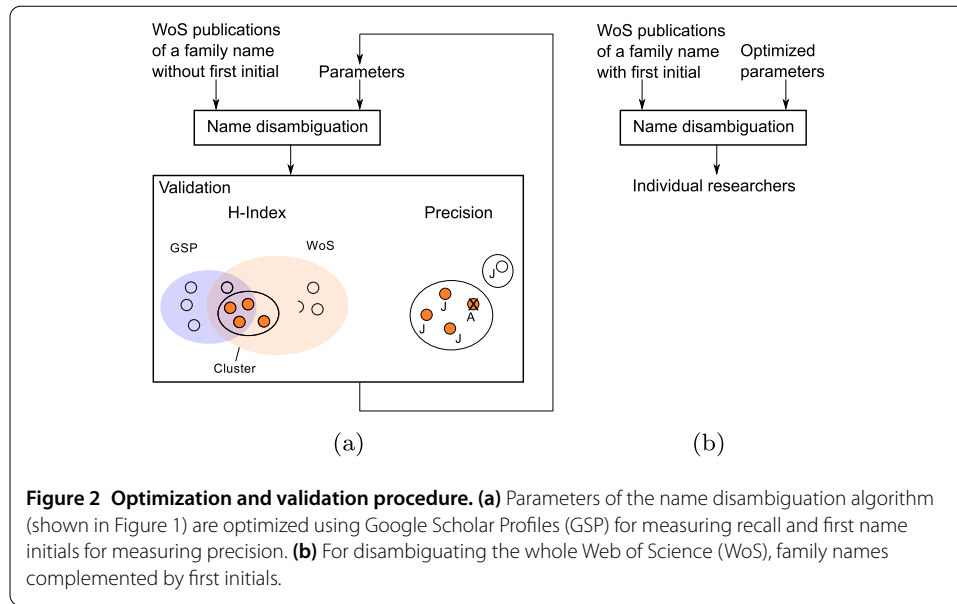 WoS publications
of a family name
without first initial
Parameters
Name disambiguation
Validation
H-Index
Precision
GSP
WoS
J
J
A
J
J
Cluster
(a)
WoS publications
of a family name
with first initial
Optimized
parameters
Name disambiguation
Individual researchers
(b)
Figure 2 Optimization and validation procedure. (a) Parameters of the name disambiguation algorithm
(shown in Figure 1) are optimized using Google Scholar Profiles (GSP) for measuring recall and first name
initials for measuring precision. (b) For disambiguating the whole Web of Science (WoS), family names
complemented by first initials.